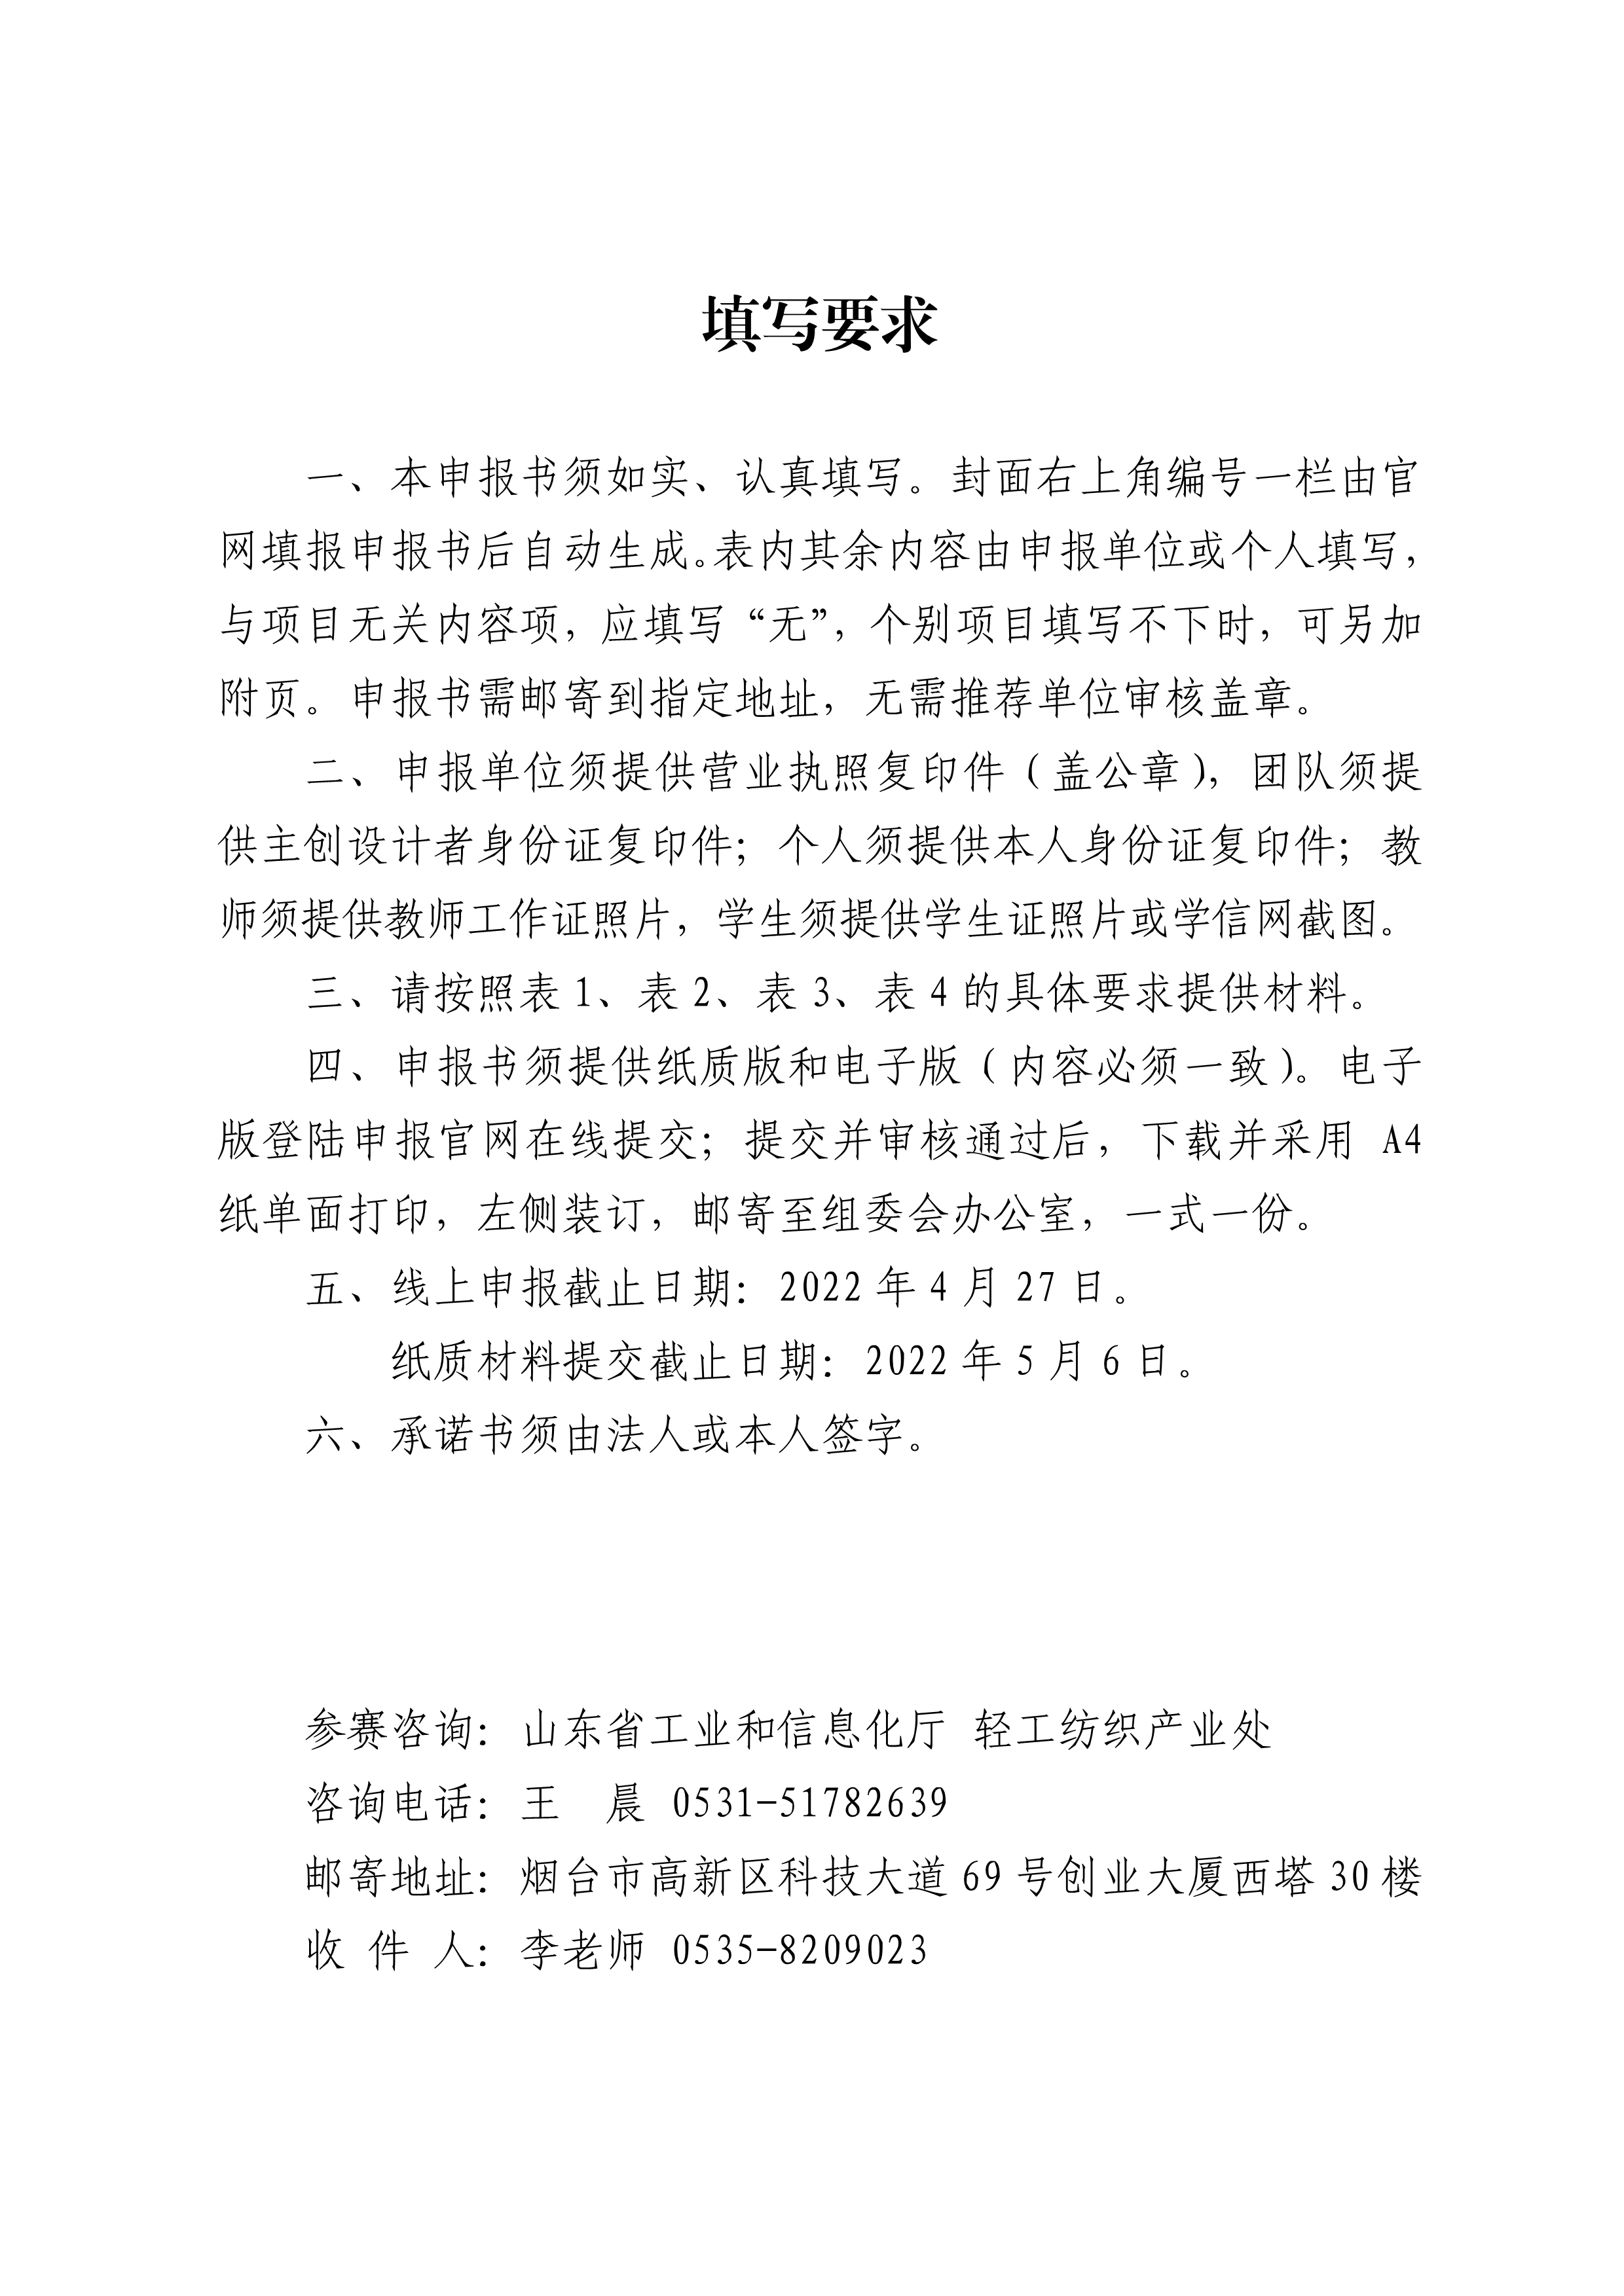 填写要求
一、本申报书须如实、认真填写。封面右上角编号一栏由官
网填报申报书后自动生成。表内其余内容由申报单位或个人填写，
与项目无关内容项，应填写“无”，个别项目填写不下时，可另加
附页。申报书需邮寄到指定地址，无需推荐单位审核盖章。
二、申报单位须提供营业执照复印件（盖公章），团队须提
供主创设计者身份证复印件；个人须提供本人身份证复印件；教
师须提供教师工作证照片，学生须提供学生证照片或学信网截图。
三、请按照表 1、表 2、表 3、表 4 的具体要求提供材料。
四、申报书须提供纸质版和电子版（内容必须一致）。电子
版登陆申报官网在线提交；提交并审核通过后，下载并采用 A4
纸单面打印，左侧装订，邮寄至组委会办公室，一式一份。
五、线上申报截止日期：2022 年 4 月 27 日。
纸质材料提交截止日期：2022 年 5 月 6 日。
六、承诺书须由法人或本人签字。
参赛咨询：山东省工业和信息化厅 轻工纺织产业处
咨询电话：王　晨 0531-51782639
邮寄地址：烟台市高新区科技大道 69 号创业大厦西塔 30 楼
收 件 人：李老师 0535-8209023